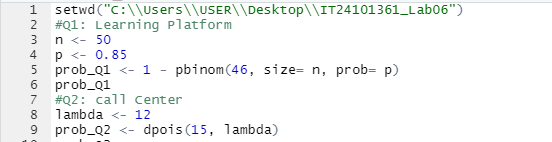 1 setwd("C:\\Users\\USER\\Desktop\\IT24101361_Lab06")
2 #Q1: Learning Platform
3 n <- 50
4 p <- 0.85
5 prob_Q1 <- 1 - pbinom(46, size= n, prob= p)
6 prob_Q1
7 #Q2: call Center
8 lambda <- 12
9 prob_Q2 <- dpois(15, lambda)